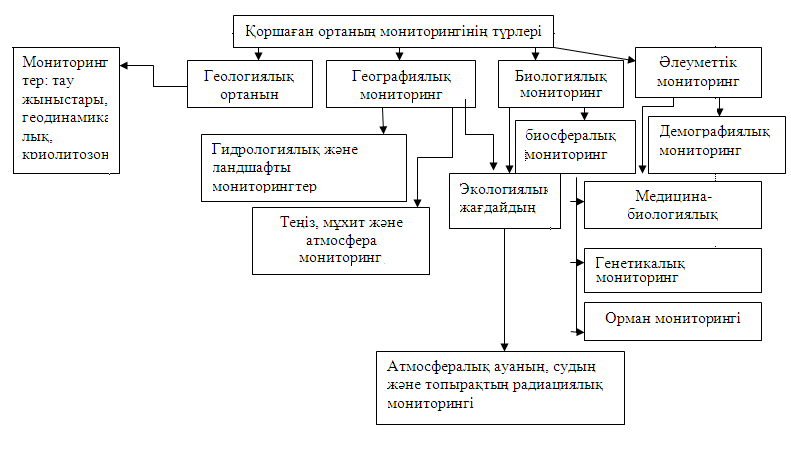 Қоршаған ортаның мониторингінің түрлері
Мониторинг
тер: тау
жыныстары,
геодинамика
лық,
криолитозон
Геологиялық
ортанын
Географиялық
мониторинг
Биологиялық
мониторинг
Әлеуметтік
мониторинг
Гидрологиялық және
ландшафты
мониторингтер
биосфералық
мониторинг
Демографиялық
мониторинг
Экологиялық
жағдайдың
Медицина-
биологиялық
Теніз, мұхит және
атмосфера
мониторинг
Генетикалық
мониторинг
Орман мониторингі
Атмосфералық ауаның, судың
және топырақтың радиациялық
мониторингі